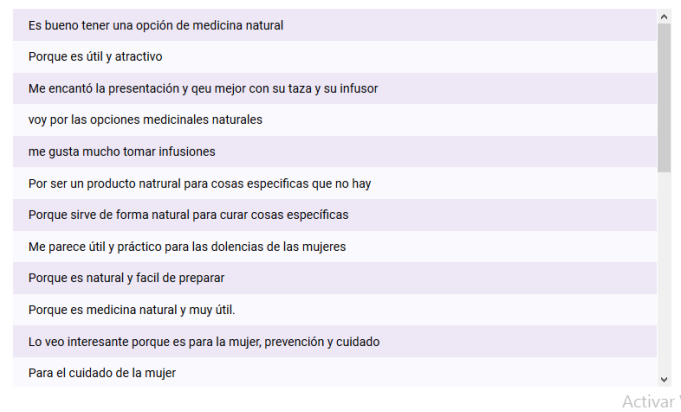 Es bueno tener una opción de medicina natural
Porque es útil y atractivo
Me encantó la presentación y qeu mejor con su taza y su infusor
voy por las opciones medicinales naturales
me gusta mucho tomar infusiones
Por ser un producto natrural para cosas especificas que no hay
Porque sirve de forma natural para curar cosas específicas
Me parece útil y práctico para las dolencias de las mujeres
Porque es natural y facil de preparar
Porque es medicina natural y muy útil.
Lo veo interesante porque es para la mujer, prevención y cuidado
Para el cuidado de la mujer
Activar